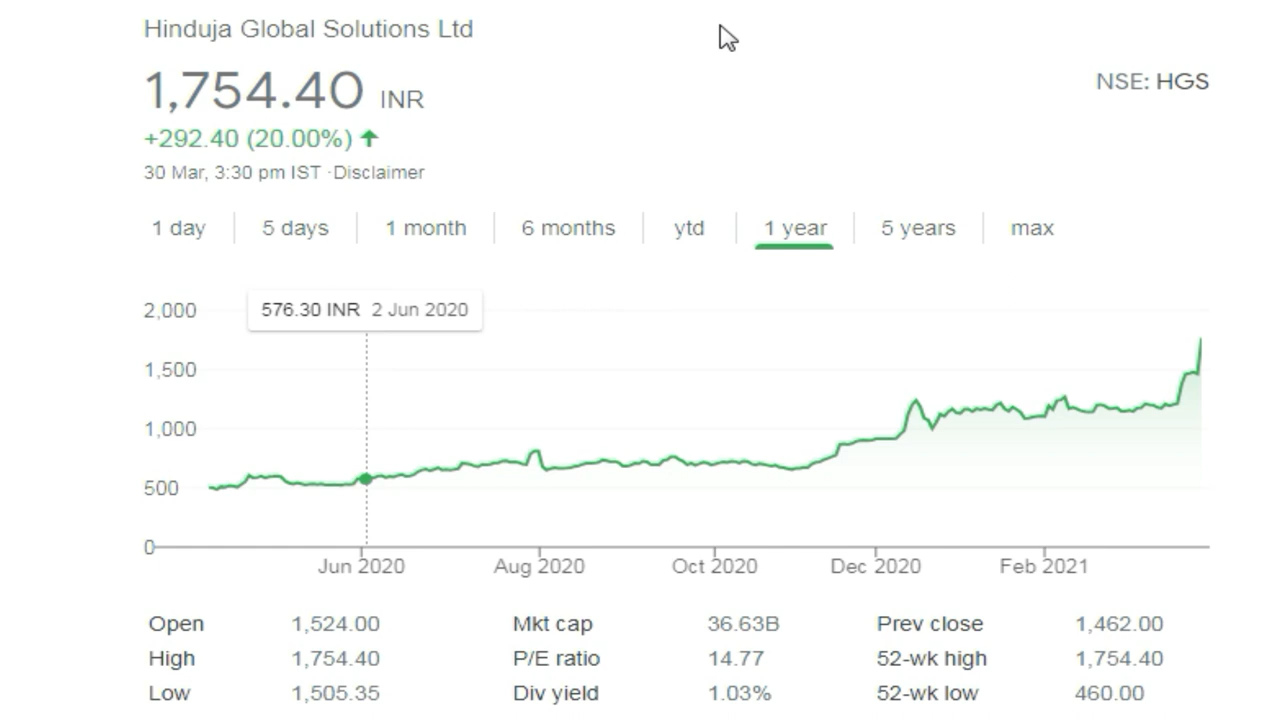 Hinduja Global Solutions Ltd
1,754.40 INR
NSE: HGS
+292.40 (20.00%) ↑
30 Mar, 3:30 pm IST ·Disclaimer
1 day 5 days 1 month 6 months ytd 1 year 5 years max
576.30 INR 2 Jun 2020
2,000
1,500
1,000
500
0
Jun 2020 Aug 2020 Oct 2020 Dec 2020 Feb 2021
Open 1,524.00 Mkt cap 36.63B Prev close 1,462.00
High 1,754.40 P/E ratio 14.77 52-wk high 1,754.40
Low 1,505.35 Div yield 1.03% 52-wk low 460.00